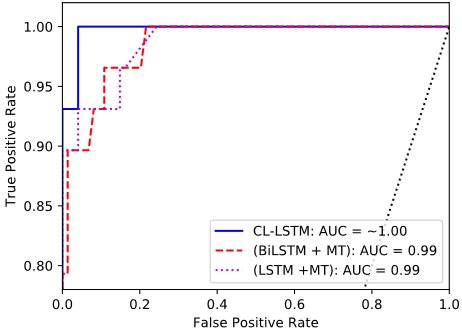 1.00
0.95
0.90
0.85
0.80
True Positive Rate
CL-LSTM: AUC = ~1.00
(BiLSTM + MT): AUC = 0.99
(LSTM +MT): AUC = 0.99
0.0 0.2 0.4 0.6 0.8 1.0
False Positive Rate